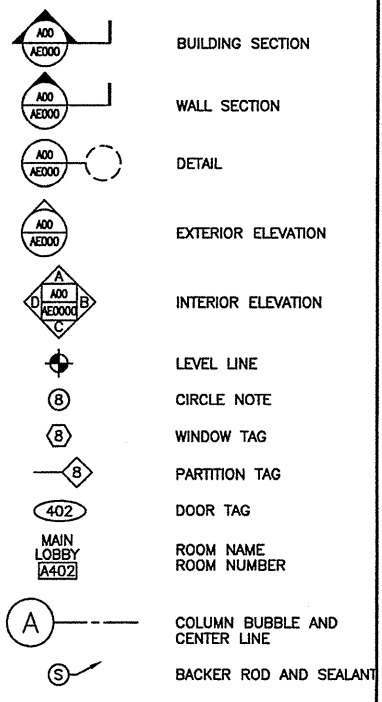 A00
AE000
BUILDING SECTION
A00
AE000
WALL SECTION
A00
AE000
DETAIL
A00
AE000
EXTERIOR ELEVATION
A
D A00 B
AE0000
C
INTERIOR ELEVATION
LEVEL LINE
8 CIRCLE NOTE
8 WINDOW TAG
8 PARTITION TAG
402 DOOR TAG
MAIN
LOBBY
A402
ROOM NAME
ROOM NUMBER
A
COLUMN BUBBLE AND
CENTER LINE
S BACKER ROD AND SEALANT